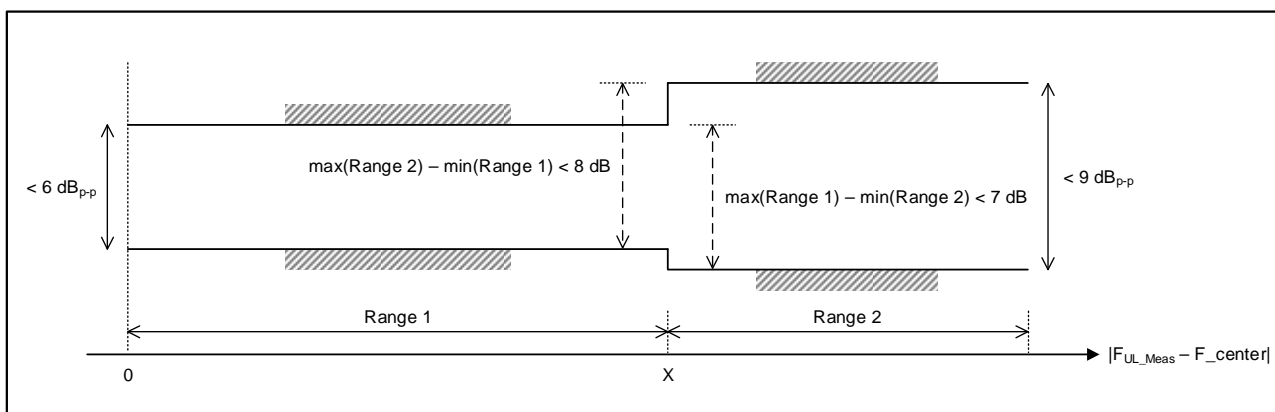 max(Range 2) – min(Range 1) < 8 dB
< 6 dBp-p
max(Range 1) – min(Range 2) < 7 dB
< 9 dBp-p
Range 1
Range 2
|FUL_Meas – F_center|
0
X